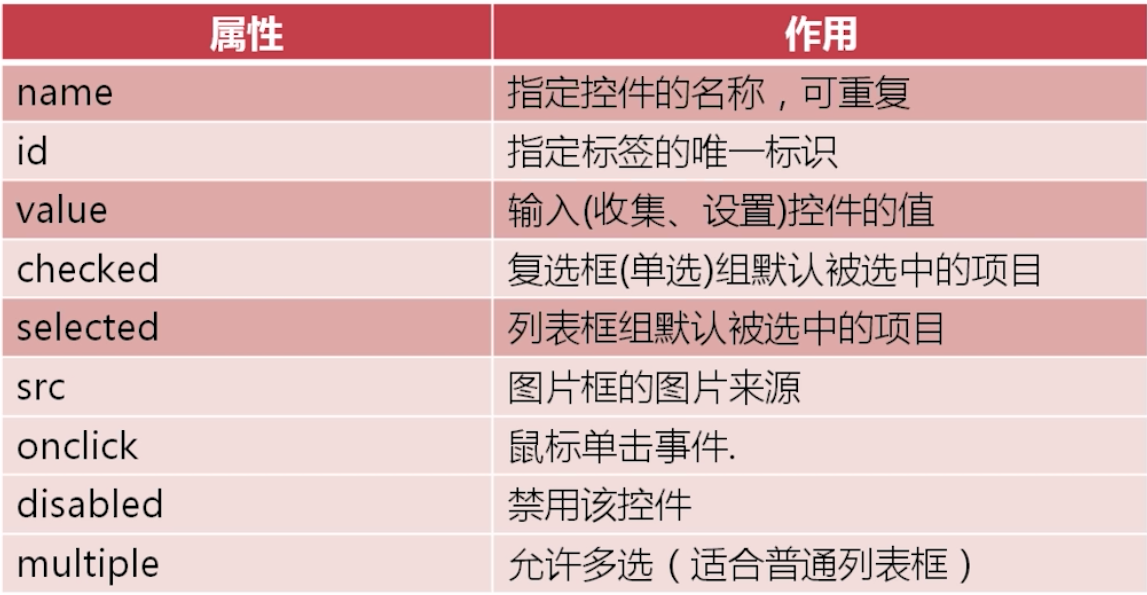 属性 作用
name 指定控件的名称，可重复
id 指定标签的唯一标识
value 输入(收集、设置)控件的值
checked 复选框(单选)组默认被选中的项目
selected 列表框组默认被选中的项目
src 图片框的图片来源
onclick 鼠标单击事件.
disabled 禁用该控件
multiple 允许多选（适合普通列表框）